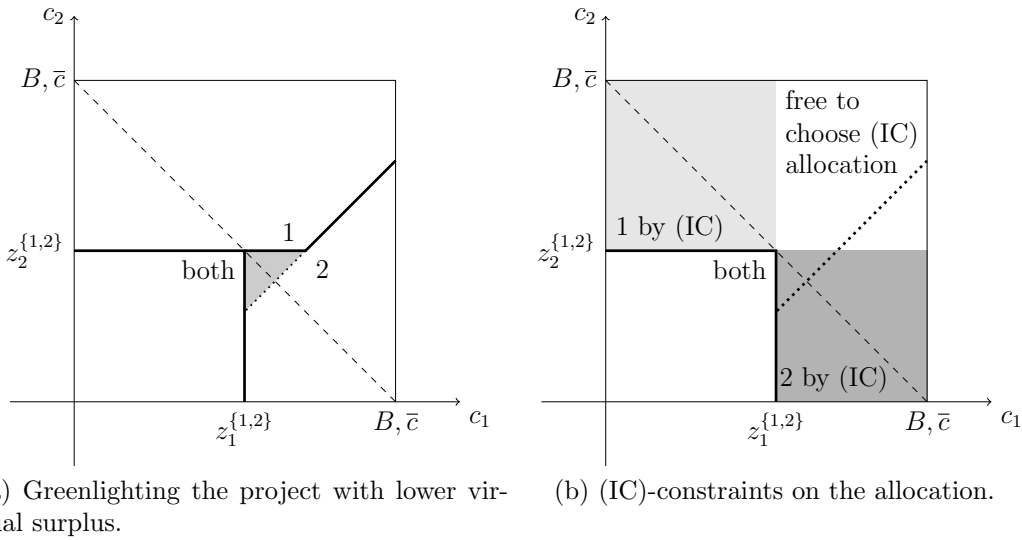 c₂
B, c̅
z₂^{1,2}
1
2
both
z₁^{1,2}
B, c̅
c₁
) Greenlighting the project with lower vir-
al surplus.
c₂
B, c̅
free to
choose (IC)
allocation
1 by (IC)
z₂^{1,2}
both
2 by (IC)
z₁^{1,2}
B, c̅
c₁
(b) (IC)-constraints on the allocation.